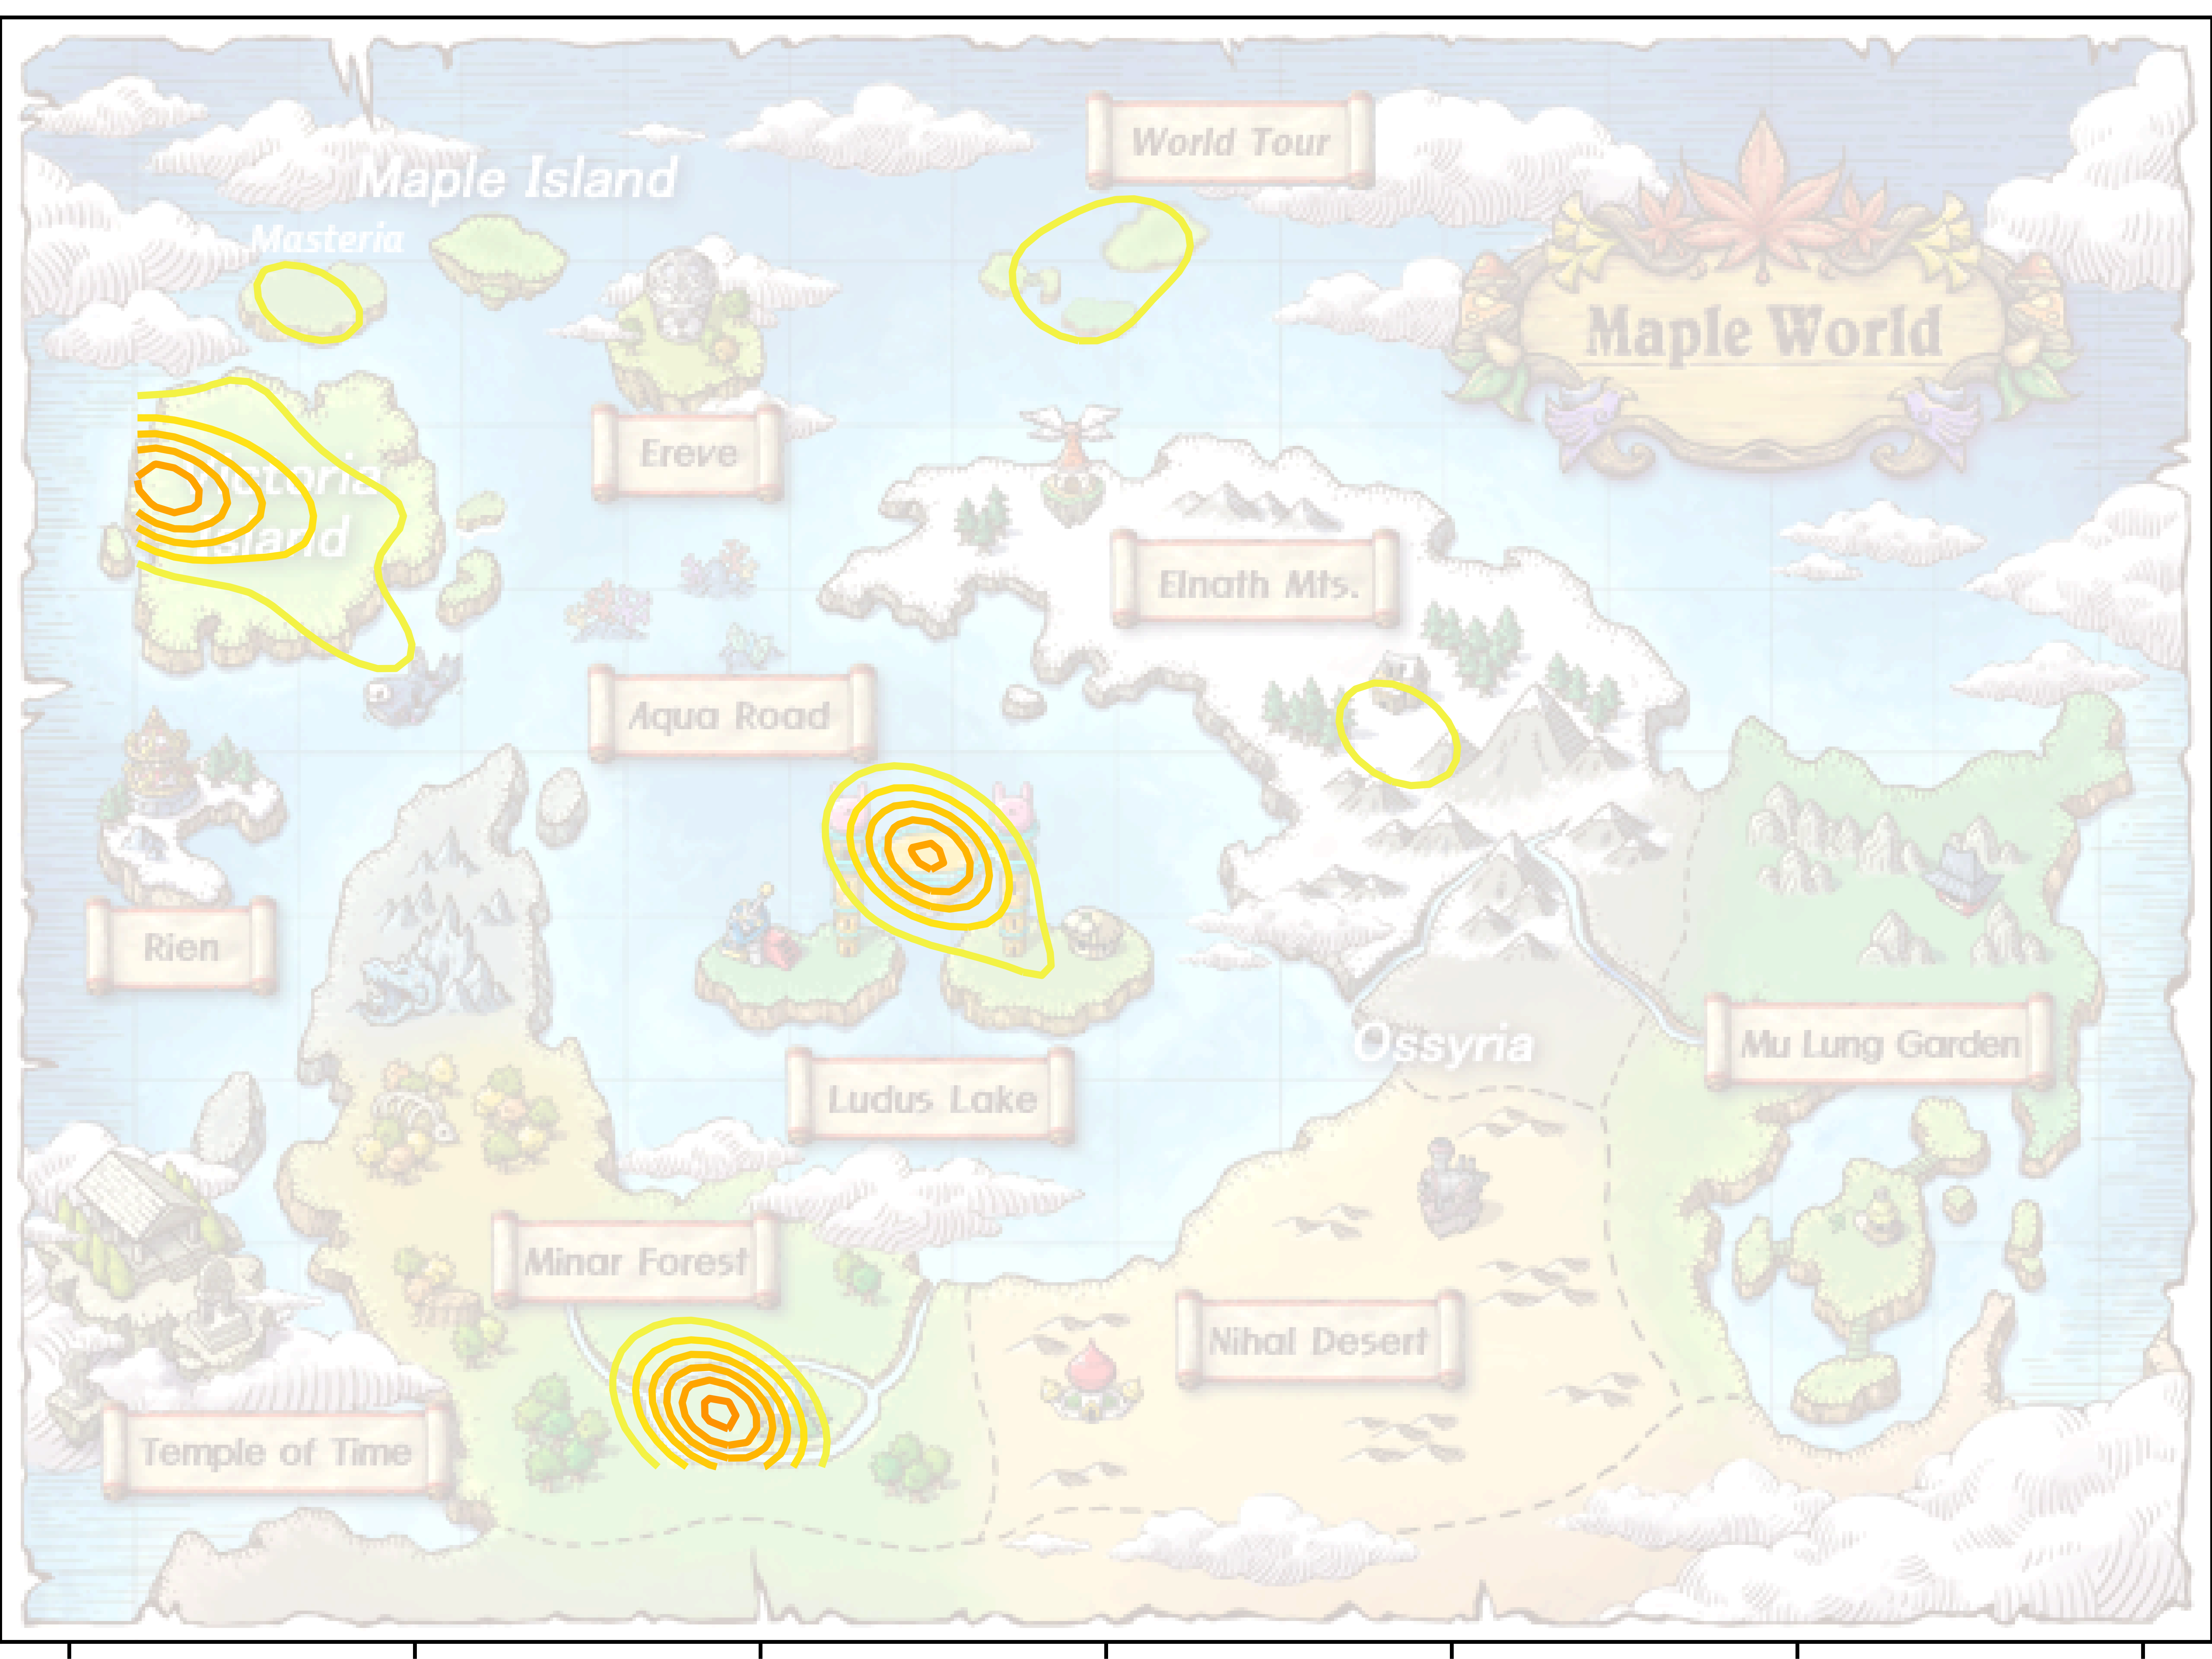 World Tour
Maple Island
Masteria
Maple World
Ereve
Victoria
Island
Elnath Mts.
Aqua Road
Rien
Ossyria
Mu Lung Garden
Ludus Lake
Minar Forest
Nihal Desert
Temple of Time